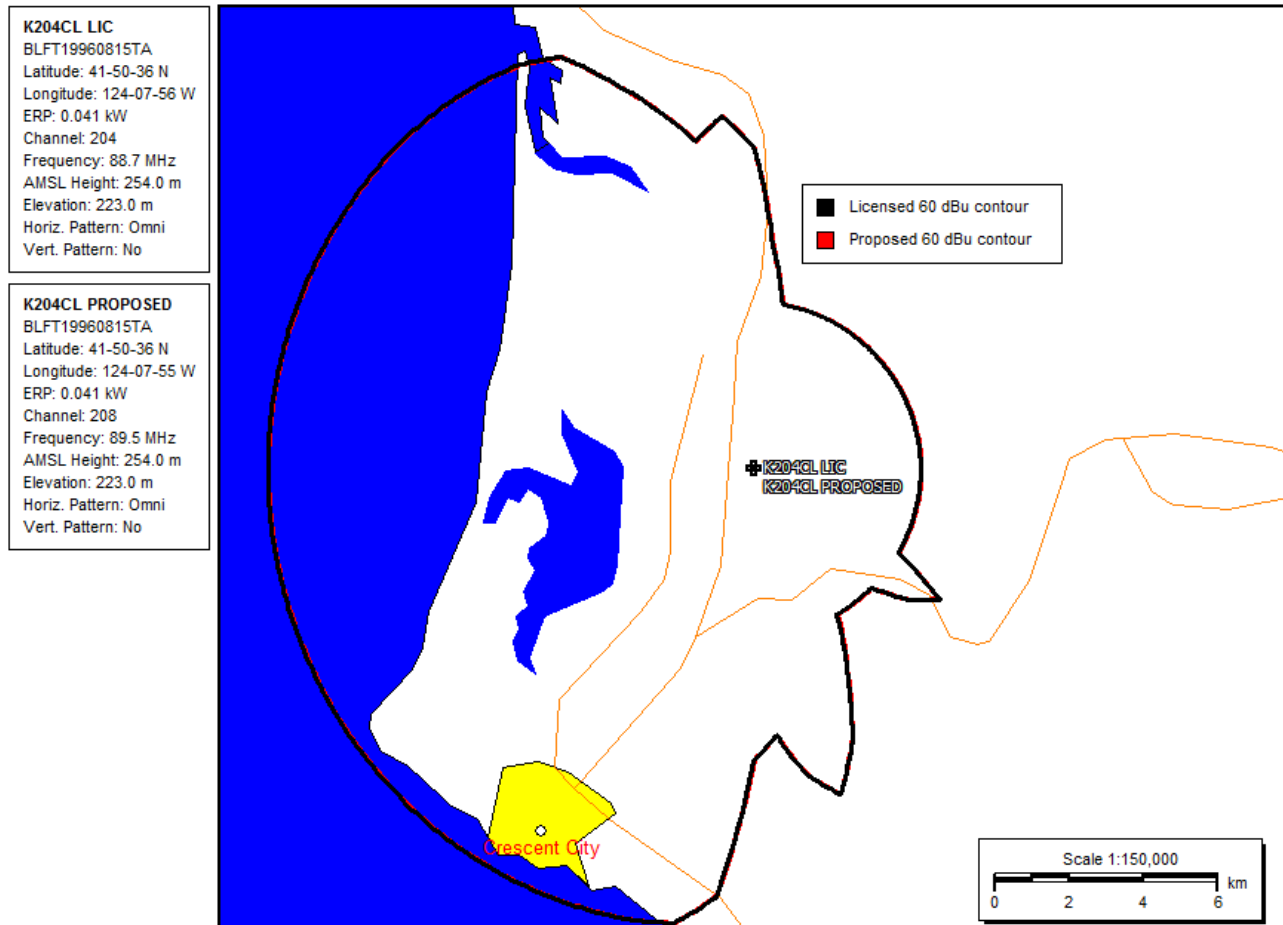 K204CL LIC
BLFT19960815TA
Latitude: 41-50-36 N
Longitude: 124-07-56 W
ERP: 0.041 kW
Channel: 204
Frequency: 88.7 MHz
AMSL Height: 254.0 m
Elevation: 223.0 m
Horiz. Pattern: Omni
Vert. Pattern: No
K204CL PROPOSED
BLFT19960815TA
Latitude: 41-50-36 N
Longitude: 124-07-55 W
ERP: 0.041 kW
Channel: 208
Frequency: 89.5 MHz
AMSL Height: 254.0 m
Elevation: 223.0 m
Horiz. Pattern: Omni
Vert. Pattern: No
Licensed 60 dBu contour
Proposed 60 dBu contour
K204CL LIC
K204CL PROPOSED
Crescent City
Scale 1:150,000
km
0 2 4 6